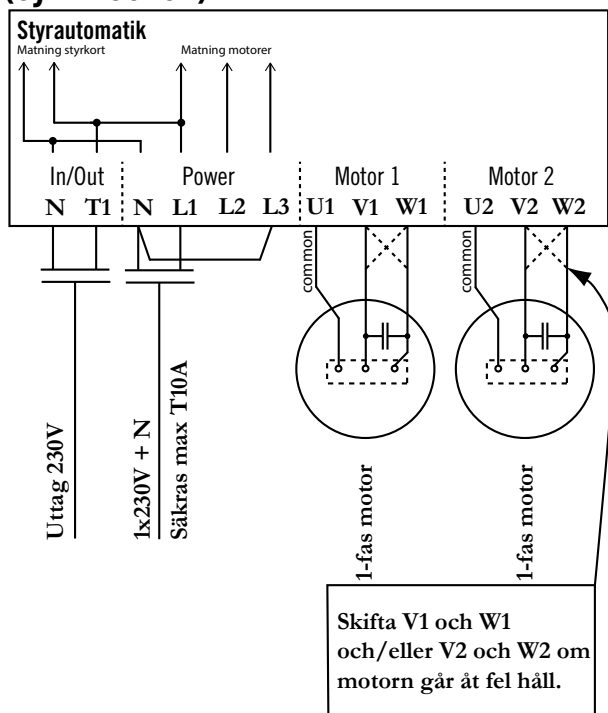 Styrautomatik
Matning styrkort Matning motorer
In/Out Power Motor 1 Motor 2
N T1 N L1 L2 L3 U1 V1 W1 U2 V2 W2
common common
Uttag 230V
1x230V + N
Säkras max T10A
1-fas motor
1-fas motor
Skifta V1 och W1
och/eller V2 och W2 om
motorn går åt fel håll.